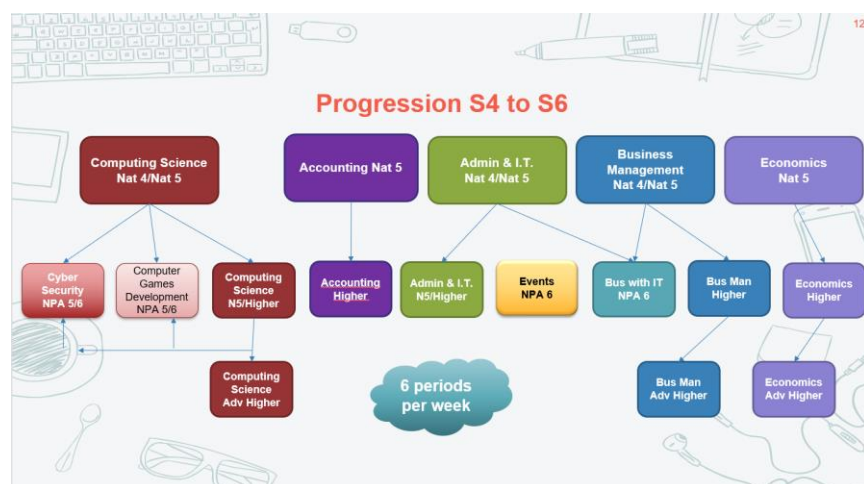 12
Progression S4 to S6
Computing Science
Nat 4/Nat 5
Accounting Nat 5
Admin & I.T.
Nat 4/Nat 5
Business
Management
Nat 4/Nat 5
Economics
Nat 5
Cyber
Security
NPA 5/6
Computer
Games
Development
NPA 5/6
Computing
Science
N5/Higher
Accounting
Higher
Admin & I.T.
N5/Higher
Events
NPA 6
Bus with IT
NPA 6
Bus Man
Higher
Economics
Higher
Computing
Science
Adv Higher
6 periods
per week
Bus Man
Adv Higher
Economics
Adv Higher